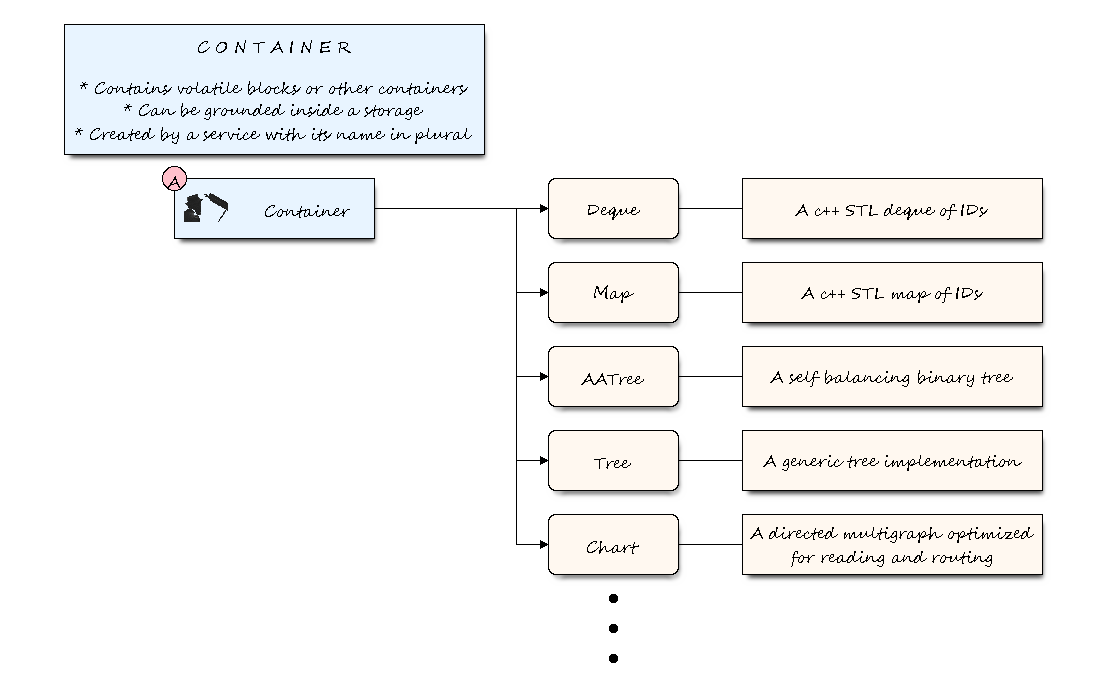 CONTAINER
* Contains volatile blocks or other containers
* Can be grounded inside a storage
* Created by a service with its name in plural
A
Container
Deque
A c++ STL deque of IDs
Map
A c++ STL map of IDs
AATree
A self balancing binary tree
Tree
A generic tree implementation
Chart
A directed multigraph optimized
for reading and routing